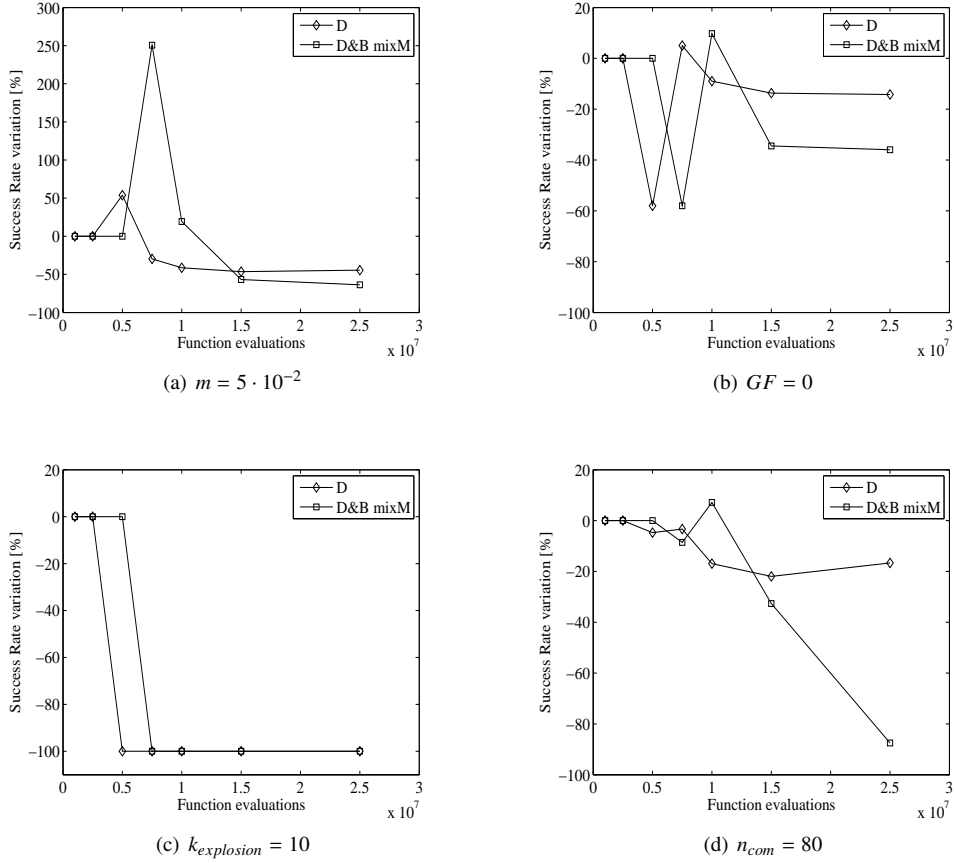 300
250
200
150
100
50
0
−50
−100
Success Rate variation [%]
D
D&B mixM
0 0.5 1 1.5 2 2.5 3
x 10^7
Function evaluations
(a) m = 5 · 10^−2
20
0
−20
−40
−60
−80
−100
Success Rate variation [%]
D
D&B mixM
0 0.5 1 1.5 2 2.5 3
x 10^7
Function evaluations
(b) GF = 0
20
0
−20
−40
−60
−80
−100
Success Rate variation [%]
D
D&B mixM
0 0.5 1 1.5 2 2.5 3
x 10^7
Function evaluations
(c) k_explosion = 10
20
0
−20
−40
−60
−80
−100
Success Rate variation [%]
D
D&B mixM
0 0.5 1 1.5 2 2.5 3
x 10^7
Function evaluations
(d) n_com = 80